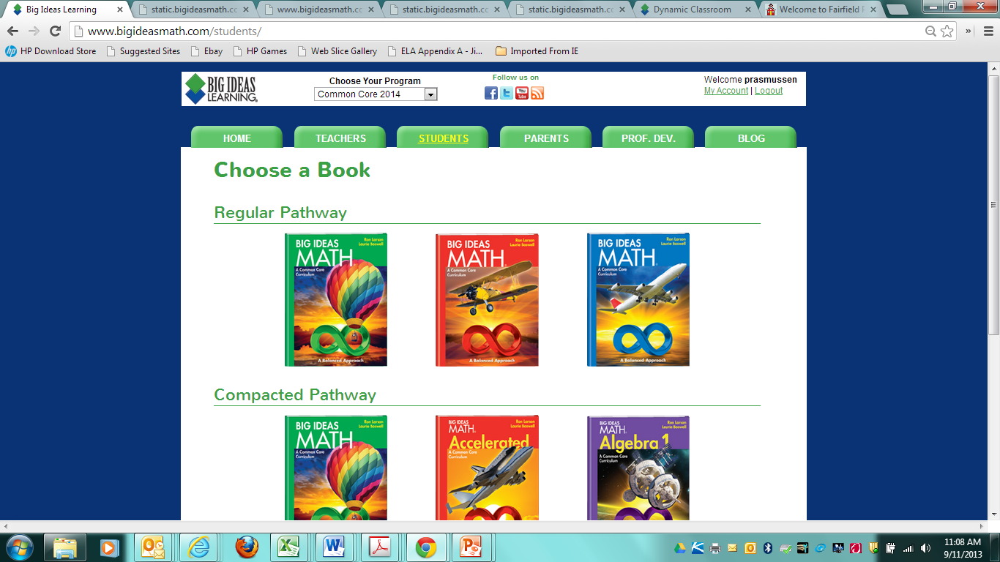 Big Ideas Learning
static.bigideasmath.co
www.bigideasmath.co
static.bigideasmath.co
static.bigideasmath.co
Dynamic Classroom
Welcome to Fairfield
www.bigideasmath.com/students/
HP Download Store
Suggested Sites
Ebay
HP Games
Web Slice Gallery
ELA Appendix A - Ji...
Imported From IE
BIG IDEAS
LEARNING
Choose Your Program
Common Core 2014
Follow us on
Welcome prasmussen
My Account | Logout
HOME
TEACHERS
STUDENTS
PARENTS
PROF. DEV.
BLOG
Choose a Book
Regular Pathway
BIG IDEAS
MATH
Ron Larson
Laurie Boswell
A Common Core
Curriculum
A Balanced Approach
BIG IDEAS
MATH
Ron Larson
Laurie Boswell
A Common Core
Curriculum
A Balanced Approach
BIG IDEAS
MATH
Ron Larson
Laurie Boswell
A Common Core
Curriculum
A Balanced Approach
Compacted Pathway
BIG IDEAS
MATH
Ron Larson
Laurie Boswell
A Common Core
Curriculum
BIG IDEAS
MATH
Ron Larson
Laurie Boswell
Accelerated
A Common Core
Curriculum
BIG IDEAS
MATH
Ron Larson
Laurie Boswell
Algebra 1
A Common Core
Curriculum
11:08 AM
9/11/2013